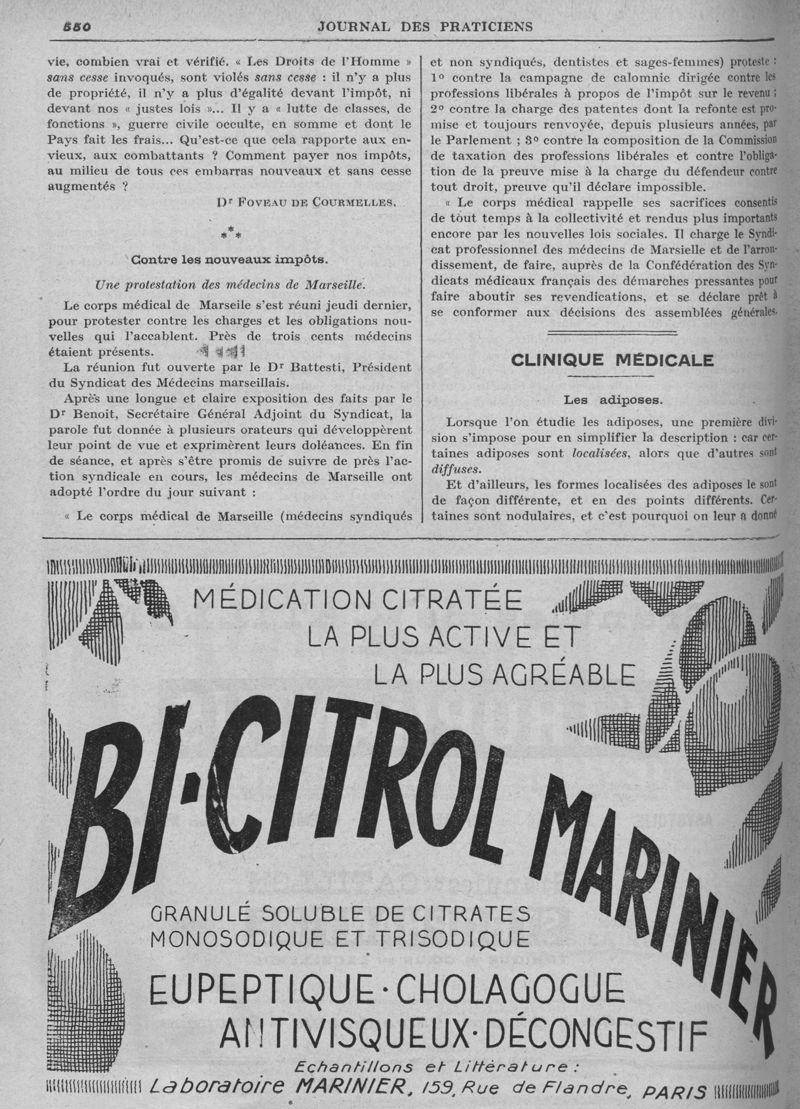 550
JOURNAL DES PRATICIENS
vie, combien vrai et vérifié. « Les Droits de l'Homme »
sans cesse invoqués, sont violés sans cesse : il n'y a plus
de propriété, il n'y a plus d'égalité devant l'impôt, ni
devant nos « justes lois »... Il y a « lutte de classes, de
fonctions », guerre civile occulte, en somme et dont le
Pays fait les frais... Qu'est-ce que cela rapporte aux en-
vieux, aux combattants ? Comment payer nos impôts,
au milieu de tous ces embarras nouveaux et sans cesse
augmentés ?
Dr FOVEAU DE COURMELLES.
* * *
Contre les nouveaux impôts.
Une protestation des médecins de Marseille.
Le corps médical de Marseile s'est réuni jeudi dernier,
pour protester contre les charges et les obligations nou-
velles qui l'accablent. Près de trois cents médecins
étaient présents.
La réunion fut ouverte par le Dr Battesti, Président
du Syndicat des Médecins marseillais.
Après une longue et claire exposition des faits par le
Dr Benoit, Secrétaire Général Adjoint du Syndicat, la
parole fut donnée à plusieurs orateurs qui développèrent
leur point de vue et exprimèrent leurs doléances. En fin
de séance, et après s'être promis de suivre de près l'ac-
tion syndicale en cours, les médecins de Marseille ont
adopté l'ordre du jour suivant :
« Le corps médical de Marseille (médecins syndiqués
et non syndiqués, dentistes et sages-femmes) proteste :
1o contre la campagne de calomnie dirigée contre les
professions libérales à propos de l'impôt sur le revenu ;
2o contre la charge des patentes dont la refonte est pro-
mise et toujours renvoyée, depuis plusieurs années, par
le Parlement ; 3o contre la composition de la Commission
de taxation des professions libérales et contre l'obliga-
tion de la preuve mise à la charge du défendeur contre
tout droit, preuve qu'il déclare impossible.
« Le corps médical rappelle ses sacrifices consentis
de tout temps à la collectivité et rendus plus importants
encore par les nouvelles lois sociales. Il charge le Syndi-
cat professionnel des médecins de Marsielle et de l'arron-
dissement, de faire, auprès de la Confédération des Syn-
dicats médicaux français des démarches pressantes pour
faire aboutir ses revendications, et se déclare prêt à
se conformer aux décisions des assemblées générales.
CLINIQUE MÉDICALE
Les adiposes.
Lorsque l'on étudie les adiposes, une première divi-
sion s'impose pour en simplifier la description : car cer-
taines adiposes sont localisées, alors que d'autres sont
diffuses.
Et d'ailleurs, les formes localisées des adiposes le sont
de façon différente, et en des points différents. Cer-
taines sont nodulaires, et c'est pourquoi on leur a donné
MÉDICATION CITRATÉE
LA PLUS ACTIVE ET
LA PLUS AGRÉABLE
BI-CITROL MARINIER
GRANULÉ SOLUBLE DE CITRATES
MONOSODIQUE ET TRISODIQUE
EUPEPTIQUE · CHOLAGOGUE
ANTIVISQUEUX · DÉCONGESTIF
Echantillons et Littérature :
Laboratoire MARINIER, 159, Rue de Flandre, PARIS